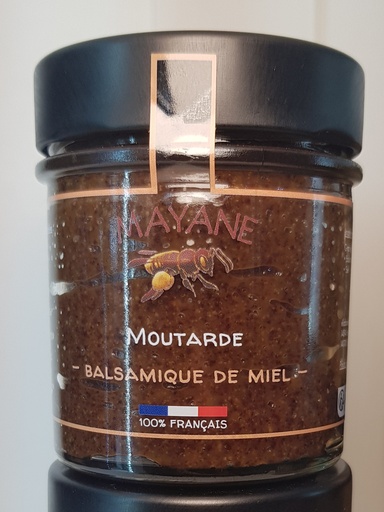 MAYANE
MOUTARDE
- BALSAMIQUE DE MIEL -
100% FRANÇAIS